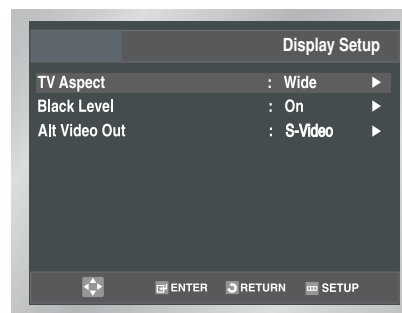 Display Setup
TV Aspect : Wide
Black Level : On
Alt Video Out : S-Video
ENTER RETURN SETUP